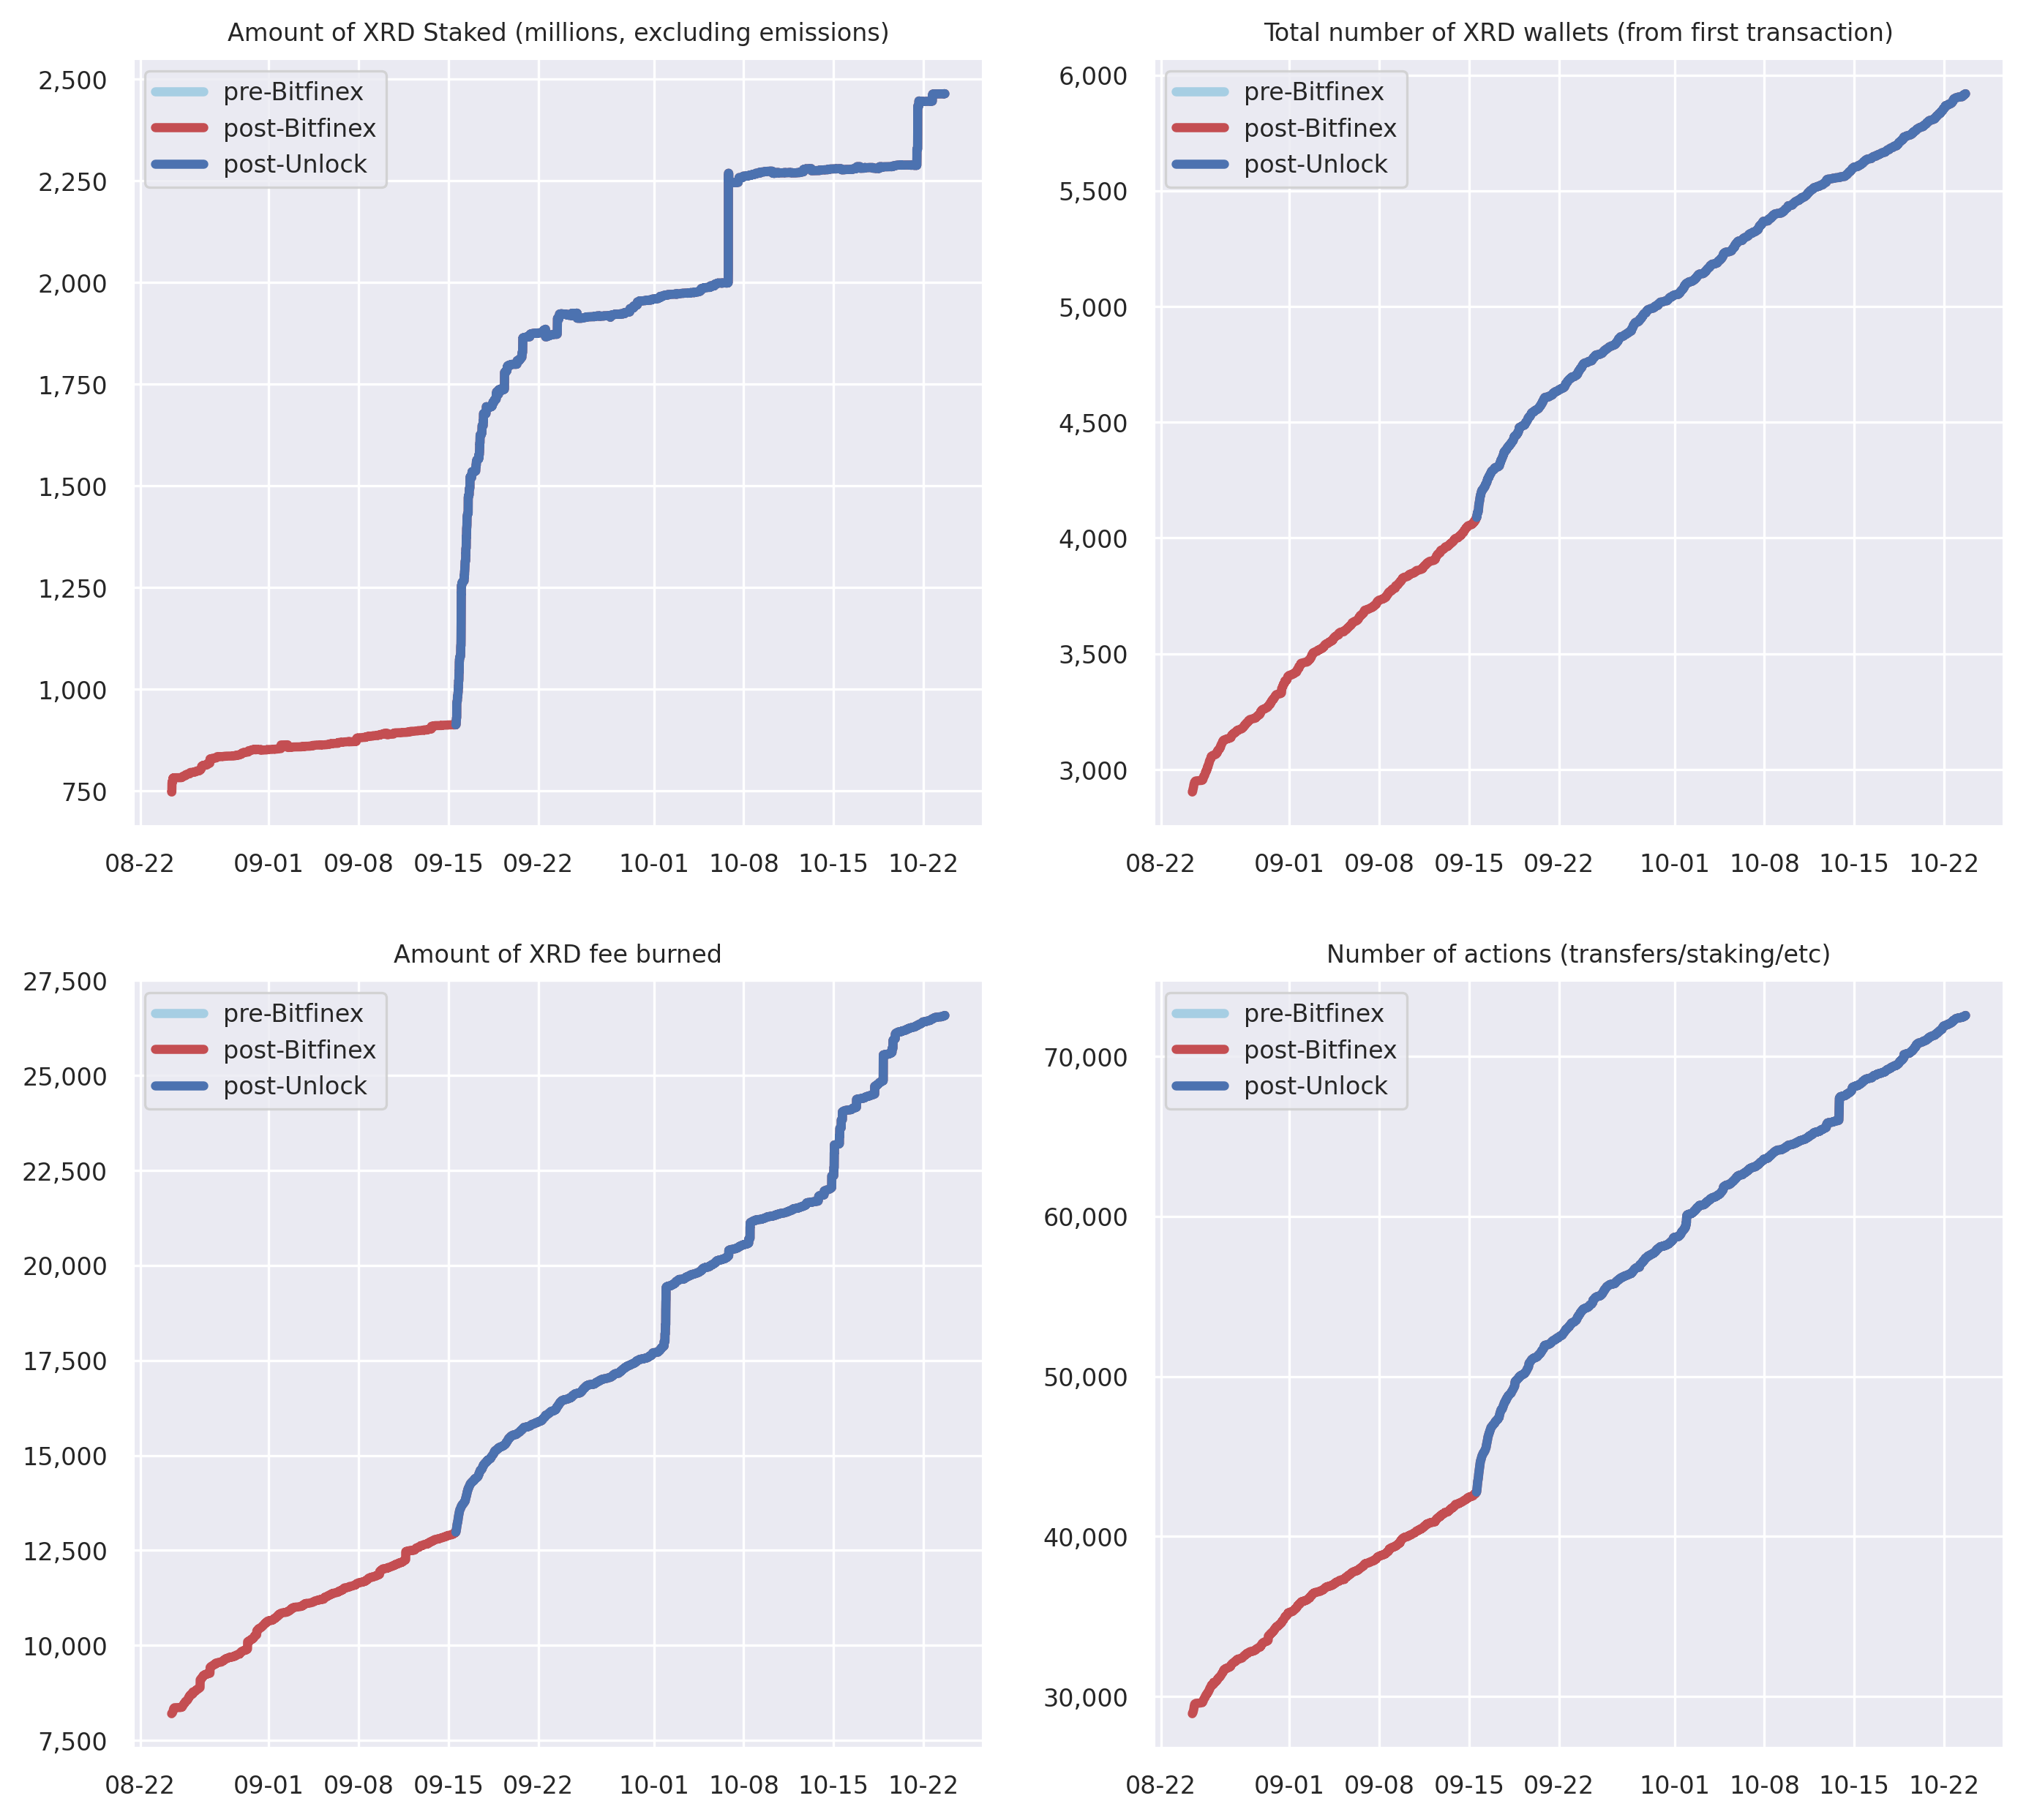 Amount of XRD Staked (millions, excluding emissions)
2,500
2,250
2,000
1,750
1,500
1,250
1,000
750
pre-Bitfinex
post-Bitfinex
post-Unlock
08-22 09-01 09-08 09-15 09-22 10-01 10-08 10-15 10-22
Total number of XRD wallets (from first transaction)
6,000
5,500
5,000
4,500
4,000
3,500
3,000
pre-Bitfinex
post-Bitfinex
post-Unlock
08-22 09-01 09-08 09-15 09-22 10-01 10-08 10-15 10-22
Amount of XRD fee burned
27,500
25,000
22,500
20,000
17,500
15,000
12,500
10,000
7,500
pre-Bitfinex
post-Bitfinex
post-Unlock
08-22 09-01 09-08 09-15 09-22 10-01 10-08 10-15 10-22
Number of actions (transfers/staking/etc)
70,000
60,000
50,000
40,000
30,000
pre-Bitfinex
post-Bitfinex
post-Unlock
08-22 09-01 09-08 09-15 09-22 10-01 10-08 10-15 10-22